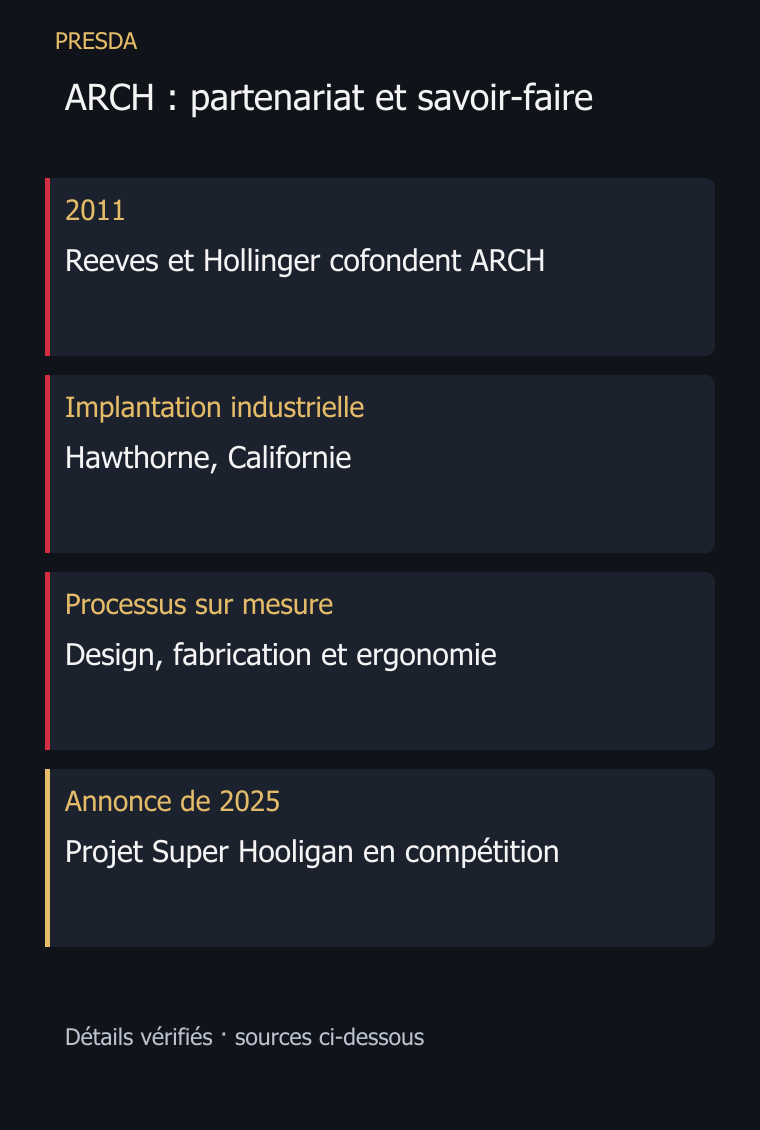 PRESDA
ARCH : partenariat et savoir-faire
2011
Reeves et Hollinger cofondent ARCH
Implantation industrielle
Hawthorne, Californie
Processus sur mesure
Design, fabrication et ergonomie
Annonce de 2025
Projet Super Hooligan en compétition
Détails vérifiés · sources ci-dessous